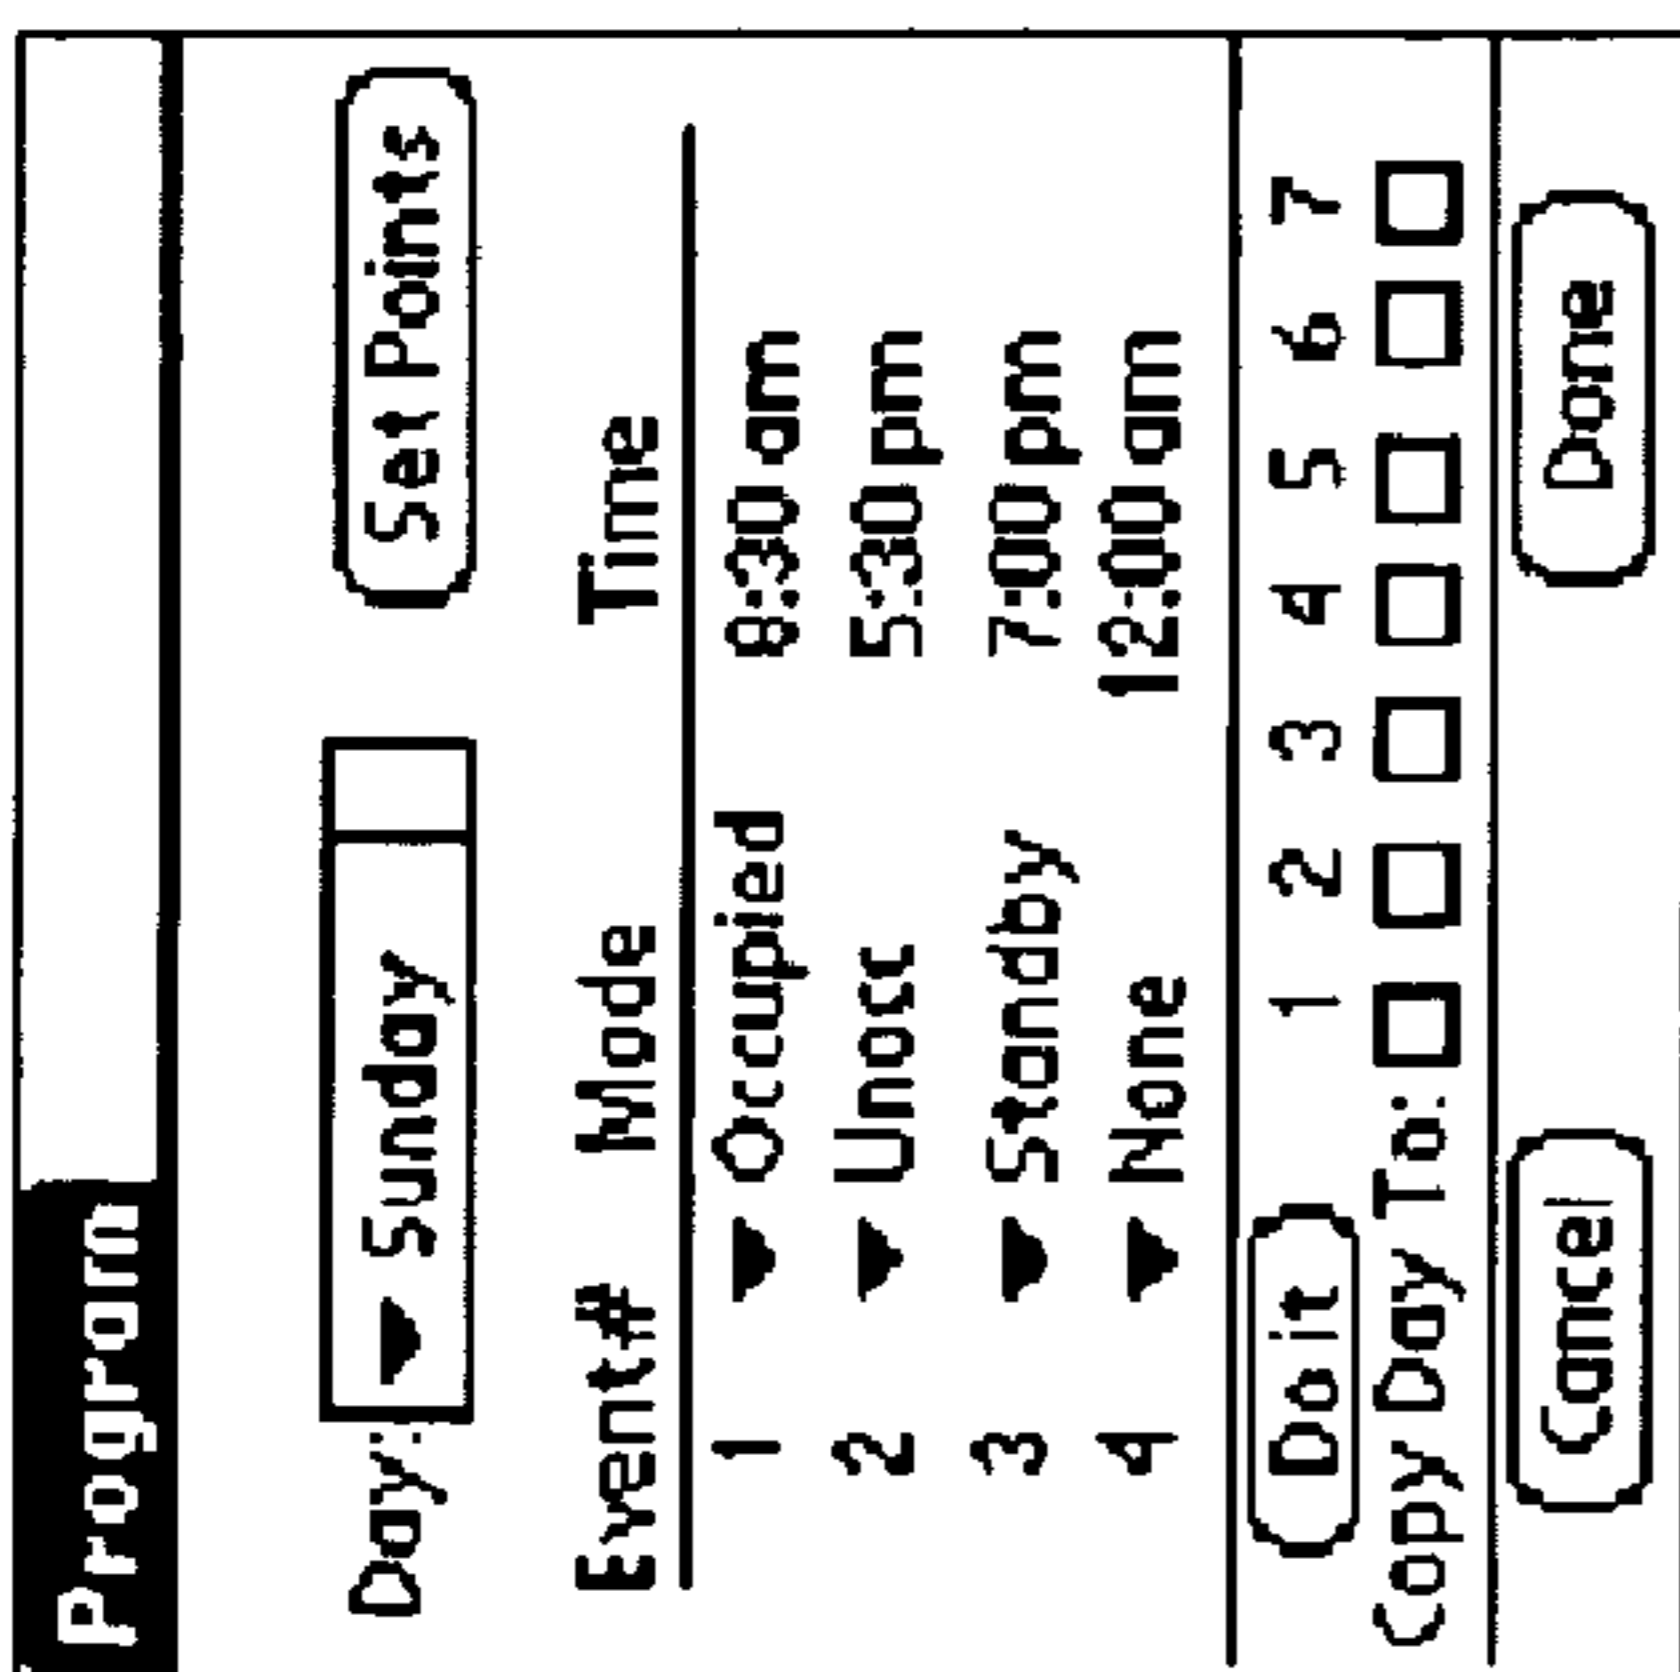 Program
Day: Sunday Set Points
Event# Mode Time
1 Occupied 8:30 am
2 Unocc 5:30 pm
3 Standby 7:00 pm
4 None 12:00 am
Do it 1 2 3 4 5 6 7
Copy Day To:
Cancel Done